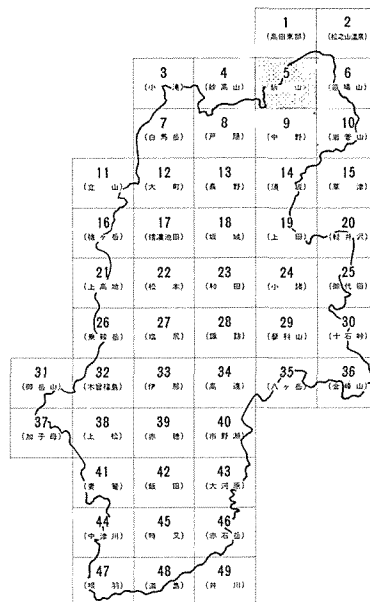 1 2
(高田東部) (松之山温泉)
3 4 5 6
(小滝) (妙高山) (飯山) (苗場山)
7 8 9 10
(白馬岳) (戸隠) (中野) (岩菅山)
11 12 13 14 15
(立山) (大町) (長野) (須坂) (草津)
16 17 18 19 20
(槍ヶ岳) (信濃池田) (坂城) (上田) (軽井沢)
21 22 23 24 25
(上高地) (松本) (和田) (小諸) (御代田)
26 27 28 29 30
(乗鞍岳) (塩尻) (諏訪) (蓼科山) (十石峠)
31 32 33 34 35 36
(御岳山) (木曽福島) (伊那) (高遠) (八ヶ岳) (金峰山)
37 38 39 40
(加子母) (上松) (赤穂) (市野瀬)
41 42 43
(妻籠) (飯田) (大河原)
44 45 46
(中津川) (時又) (赤石岳)
47 48 49
(根羽) (満島) (井川)